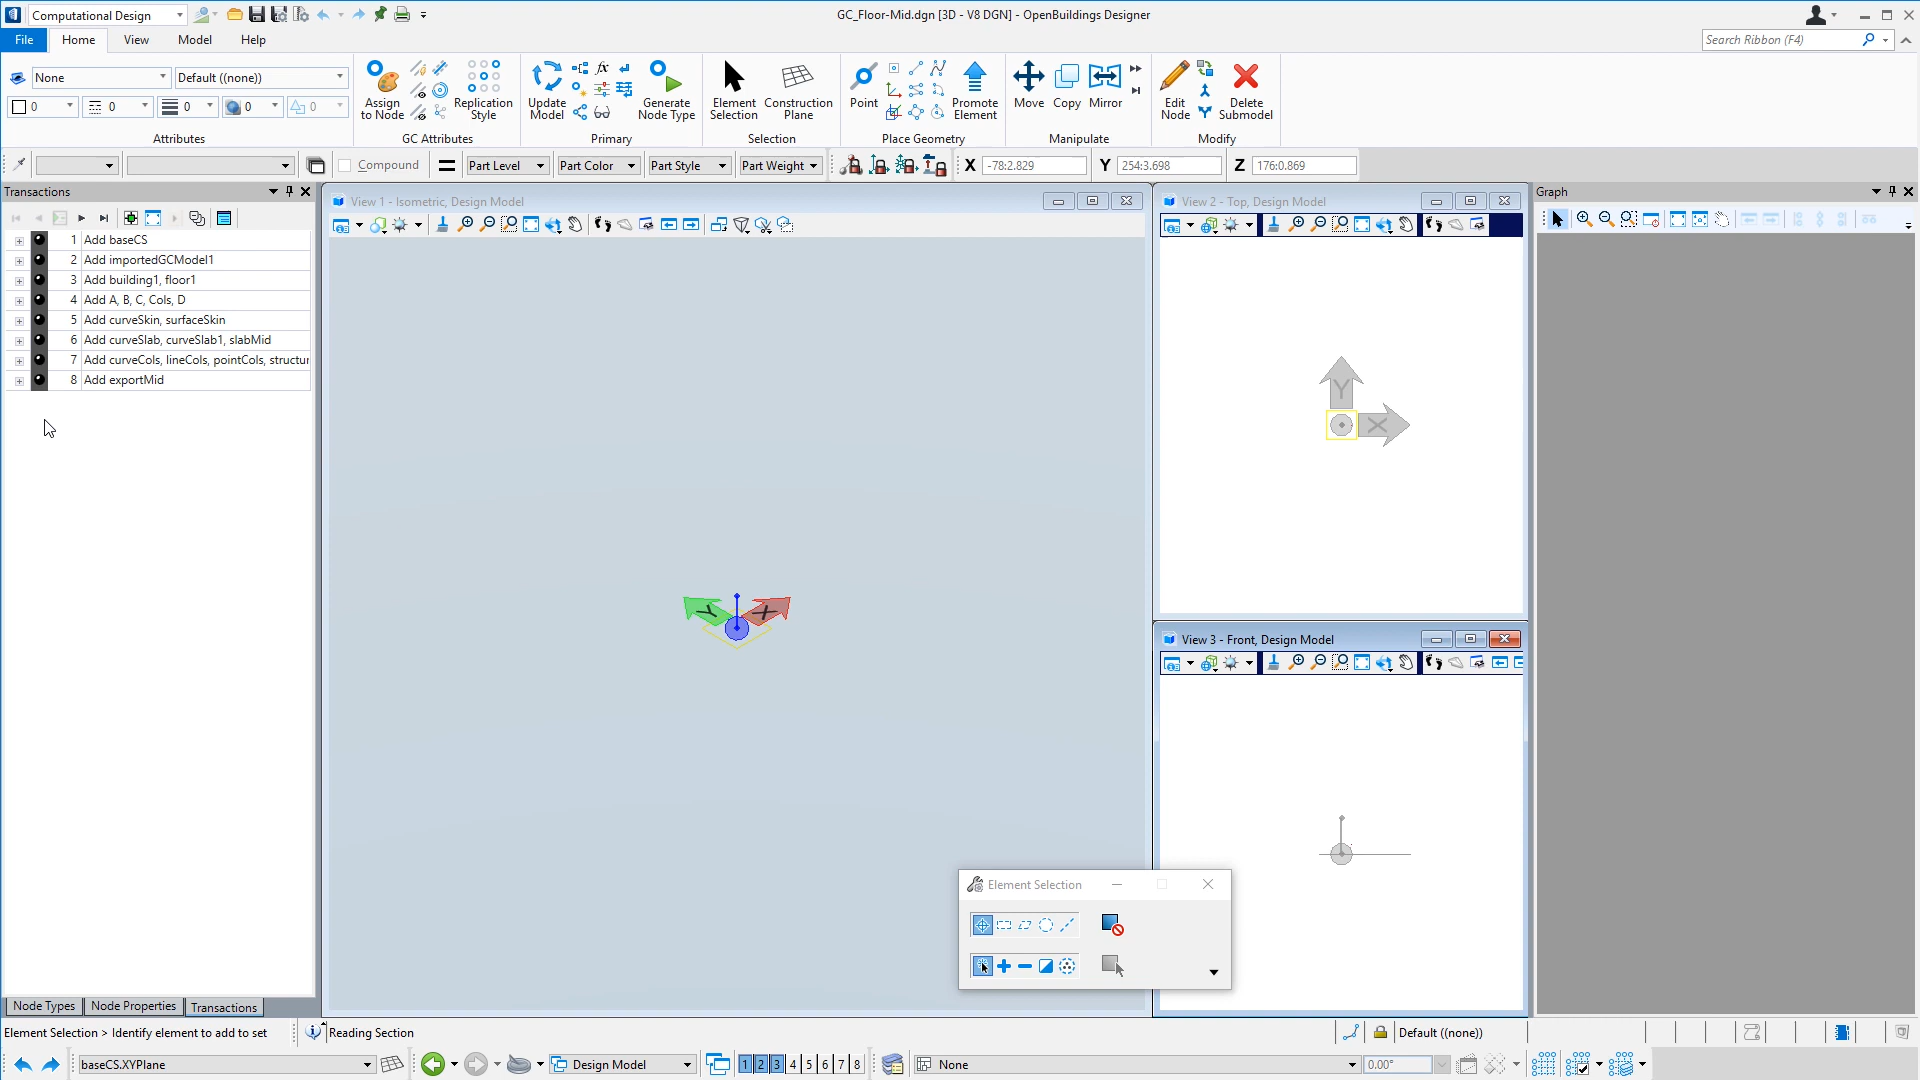 Computational Design
GC_Floor-Mid.dgn [3D - V8 DGN] - OpenBuildings Designer
File Home View Model Help
Search Ribbon (F4)
None Default ((none))
0 0 0 0 0
Attributes
Assign to Node
Replication Style
GC Attributes
Update Model
fx
Generate Node Type
Primary
Element Selection
Construction Plane
Selection
Point
Promote Element
Place Geometry
Move Copy Mirror
Manipulate
Edit Node
Delete Submodel
Modify
Compound Part Level Part Color Part Style Part Weight X -78:2.829 Y 254:3.698 Z 176:0.869
Transactions
1 Add baseCS
2 Add importedGCModel1
3 Add building1, floor1
4 Add A, B, C, Cols, D
5 Add curveSkin, surfaceSkin
6 Add curveSlab, curveSlab1, slabMid
7 Add curveCols, lineCols, pointCols, structur
8 Add exportMid
View 1 - Isometric, Design Model
Y X
View 2 - Top, Design Model
Y
X
View 3 - Front, Design Model
Graph
Element Selection
Node Types Node Properties Transactions
Element Selection > Identify element to add to set
Reading Section
Default ((none))
baseCS.XYPlane
Design Model
1 2 3 4 5 6 7 8
None
0.00°